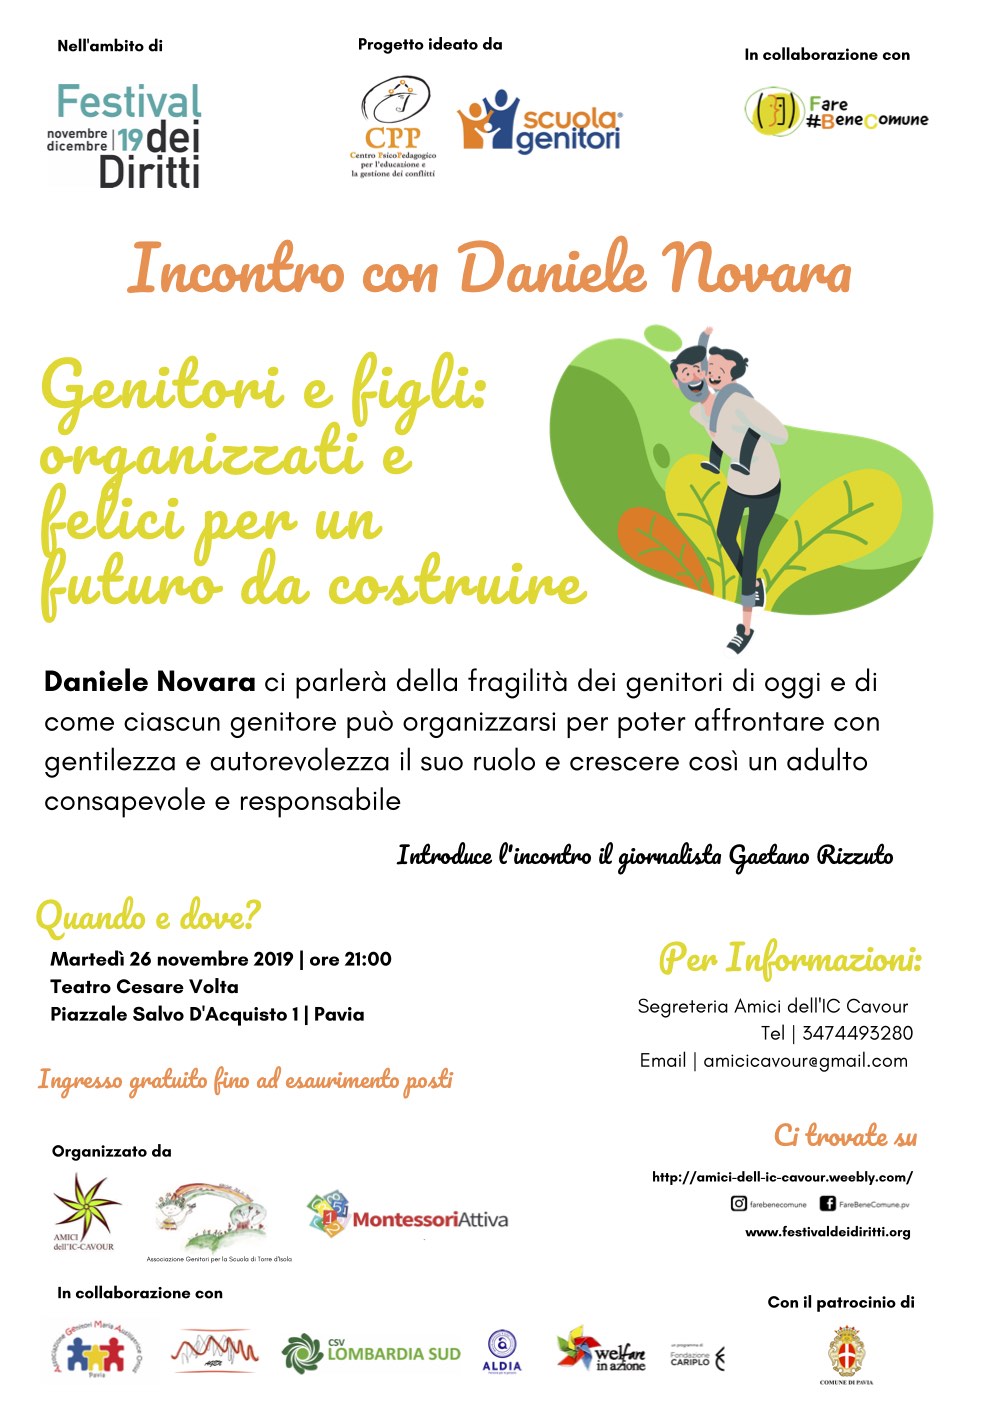 Nell'ambito di
Festival
novembre
dicembre | 19 dei
Diritti
Progetto ideato da
CPP
Centro PsicoPedagogico
per l'educazione e
la gestione dei conflitti
scuola®
genitori
In collaborazione con
Fare
#BeneComune
Incontro con Daniele Novara
Genitori e figli:
organizzati e
felici per un
futuro da costruire
Daniele Novara ci parlerà della fragilità dei genitori di oggi e di
come ciascun genitore può organizzarsi per poter affrontare con
gentilezza e autorevolezza il suo ruolo e crescere così un adulto
consapevole e responsabile
Introduce l'incontro il giornalista Gaetano Rizzuto
Quando e dove?
Martedì 26 novembre 2019 | ore 21:00
Teatro Cesare Volta
Piazzale Salvo D'Acquisto 1 | Pavia
Ingresso gratuito fino ad esaurimento posti
Per Informazioni:
Segreteria Amici dell'IC Cavour
Tel | 3474493280
Email | amicicavour@gmail.com
Ci trovate su
http://amici-dell-ic-cavour.weebly.com/
farebenecomune
FareBeneComune.pv
www.festivaldeidiritti.org
Organizzato da
AMICI
dell'IC-CAVOUR
Associazione Genitori per la Scuola di Torre d'Isola
MontessoriAttiva
In collaborazione con
Associazione Genitori Maria Ausiliatrice
Pavia
CSV
LOMBARDIA SUD
ALDIA
welfare
in azione
un programma di
Fondazione
CARIPLO
Con il patrocinio di
COMUNE DI PAVIA